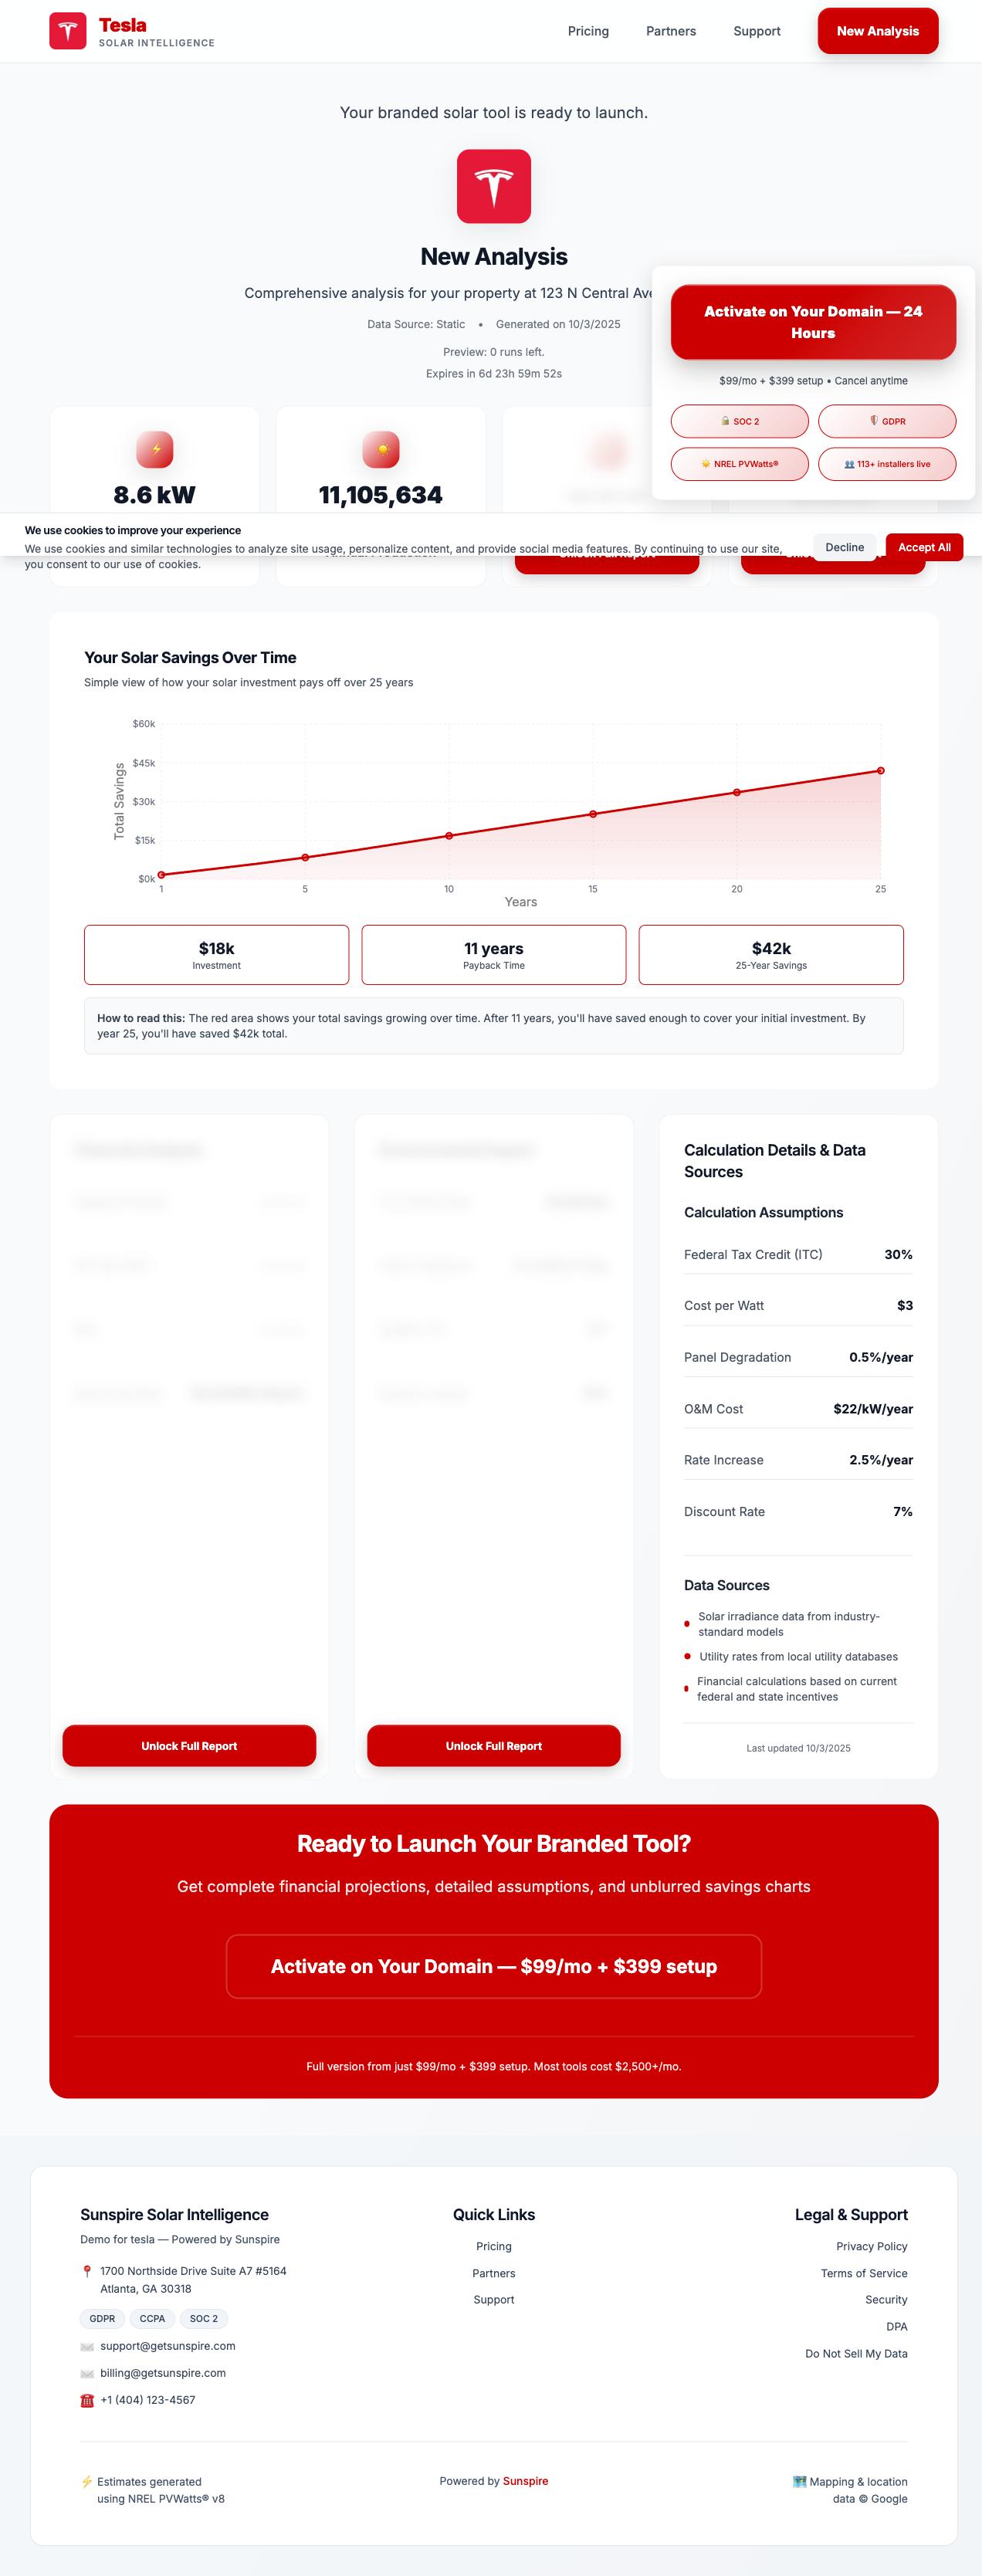 Tesla
SOLAR INTELLIGENCE
Pricing
Partners
Support
New Analysis
Your branded solar tool is ready to launch.
New Analysis
Comprehensive analysis for your property at 123 N Central Ave
Data Source: Static • Generated on 10/3/2025
Preview: 0 runs left.
Expires in 6d 23h 59m 52s
Activate on Your Domain — 24
Hours
$99/mo + $399 setup • Cancel anytime
SOC 2
GDPR
NREL PVWatts®
113+ installers live
8.6 kW
11,105,634
We use cookies to improve your experience
We use cookies and similar technologies to analyze site usage, personalize content, and provide social media features. By continuing to use our site,
you consent to our use of cookies.
Decline
Accept All
Your Solar Savings Over Time
Simple view of how your solar investment pays off over 25 years
$60k
$45k
$30k
$15k
$0k
Total Savings
1
5
10
15
20
25
Years
$18k
Investment
11 years
Payback Time
$42k
25-Year Savings
How to read this: The red area shows your total savings growing over time. After 11 years, you'll have saved enough to cover your initial investment. By
year 25, you'll have saved $42k total.
Unlock Full Report
Unlock Full Report
Calculation Details & Data
Sources
Calculation Assumptions
Federal Tax Credit (ITC) 30%
Cost per Watt $3
Panel Degradation 0.5%/year
O&M Cost $22/kW/year
Rate Increase 2.5%/year
Discount Rate 7%
Data Sources
Solar irradiance data from industry-
standard models
Utility rates from local utility databases
Financial calculations based on current
federal and state incentives
Last updated 10/3/2025
Ready to Launch Your Branded Tool?
Get complete financial projections, detailed assumptions, and unblurred savings charts
Activate on Your Domain — $99/mo + $399 setup
Full version from just $99/mo + $399 setup. Most tools cost $2,500+/mo.
Sunspire Solar Intelligence
Demo for tesla — Powered by Sunspire
1700 Northside Drive Suite A7 #5164
Atlanta, GA 30318
GDPR
CCPA
SOC 2
support@getsunspire.com
billing@getsunspire.com
+1 (404) 123-4567
Quick Links
Pricing
Partners
Support
Legal & Support
Privacy Policy
Terms of Service
Security
DPA
Do Not Sell My Data
Estimates generated
using NREL PVWatts® v8
Powered by Sunspire
Mapping & location
data © Google